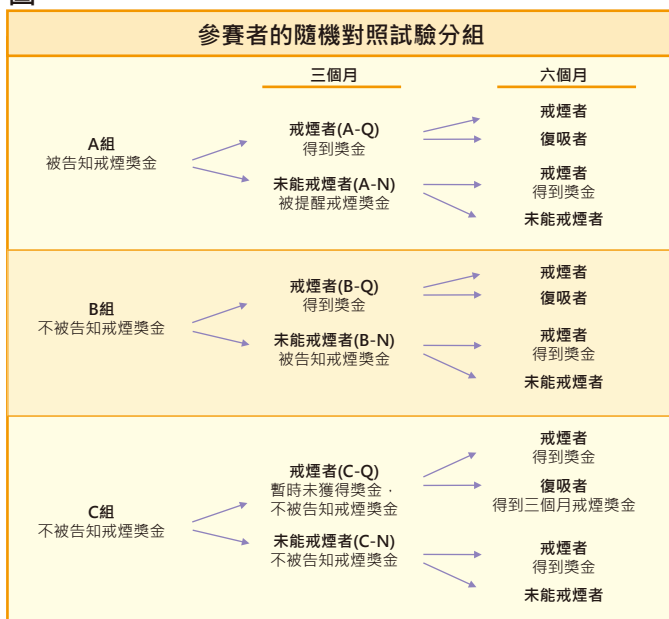 圖
參賽者的隨機對照試驗分組
三個月
六個月
A組
被告知戒煙獎金
戒煙者(A-Q)
得到獎金
未能戒煙者(A-N)
被提醒戒煙獎金
戒煙者
復吸者
戒煙者
得到獎金
未能戒煙者
B組
不被告知戒煙獎金
戒煙者(B-Q)
得到獎金
未能戒煙者(B-N)
被告知戒煙獎金
戒煙者
復吸者
戒煙者
得到獎金
未能戒煙者
C組
不被告知戒煙獎金
戒煙者(C-Q)
暫時未獲得獎金，
不被告知戒煙獎金
未能戒煙者(C-N)
不被告知戒煙獎金
戒煙者
得到獎金
復吸者
得到三個月戒煙獎金
戒煙者
得到獎金
未能戒煙者